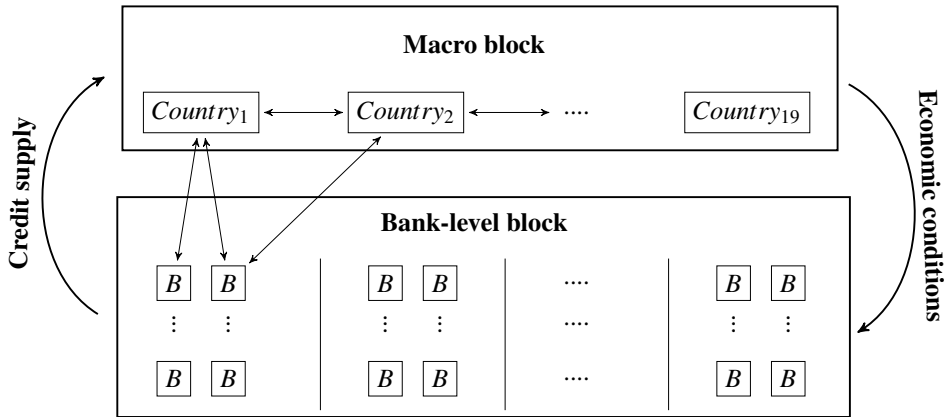 Macro block
Country₁ Country₂ .... Country₁₉
Credit supply
Economic conditions
Bank-level block
B B B B .... B B
⋮ ⋮ ⋮ ⋮ .... ⋮ ⋮
B B B B .... B B